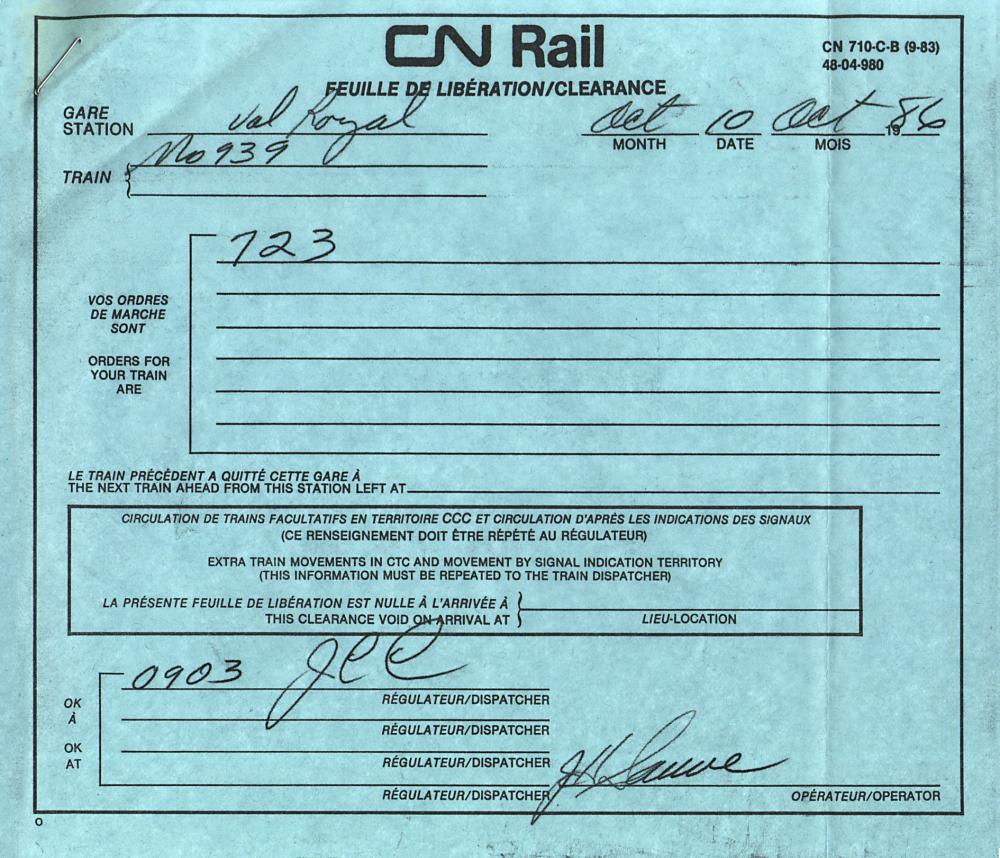 CN Rail
CN 710-C-B (9-83)
48-04-980
FEUILLE DE LIBÉRATION/CLEARANCE
GARE
STATION Val Royal Oct 10 Oct 1986
MONTH DATE MOIS
TRAIN No 939
723
VOS ORDRES
DE MARCHE
SONT
ORDERS FOR
YOUR TRAIN
ARE
LE TRAIN PRÉCÉDENT A QUITTÉ CETTE GARE À
THE NEXT TRAIN AHEAD FROM THIS STATION LEFT AT
CIRCULATION DE TRAINS FACULTATIFS EN TERRITOIRE CCC ET CIRCULATION D'APRÈS LES INDICATIONS DES SIGNAUX
(CE RENSEIGNEMENT DOIT ÊTRE RÉPÉTÉ AU RÉGULATEUR)
EXTRA TRAIN MOVEMENTS IN CTC AND MOVEMENT BY SIGNAL INDICATION TERRITORY
(THIS INFORMATION MUST BE REPEATED TO THE TRAIN DISPATCHER)
LA PRÉSENTE FEUILLE DE LIBÉRATION EST NULLE À L'ARRIVÉE À
THIS CLEARANCE VOID ON ARRIVAL AT
LIEU-LOCATION
0903 JCC
RÉGULATEUR/DISPATCHER
OK
À
RÉGULATEUR/DISPATCHER
OK
AT
RÉGULATEUR/DISPATCHER
RÉGULATEUR/DISPATCHER
OPÉRATEUR/OPERATOR